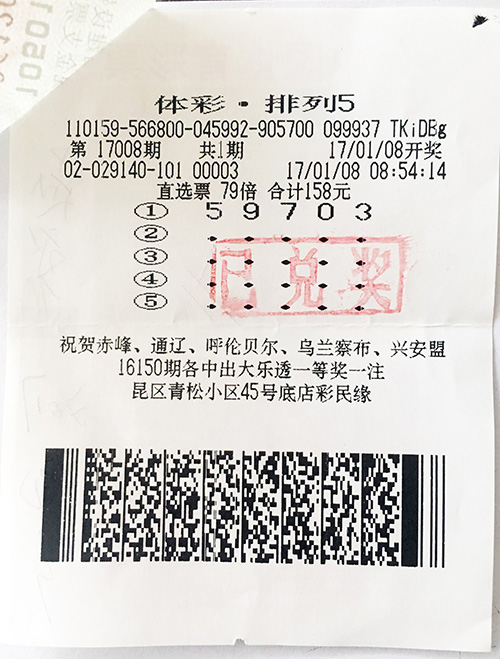 体彩·排列5
110159-566800-045992-905700 099937 TKiDBg
第 17008期 共1期 17/01/08开奖
02-029140-101 00003 17/01/08 08:54:14
直选票 79倍 合计158元
① 5 9 7 0 3
②
③
④
⑤
已兑奖
祝贺赤峰、通辽、呼伦贝尔、乌兰察布、兴安盟
16150期各中出大乐透一等奖一注
昆区青松小区45号底店彩民缘